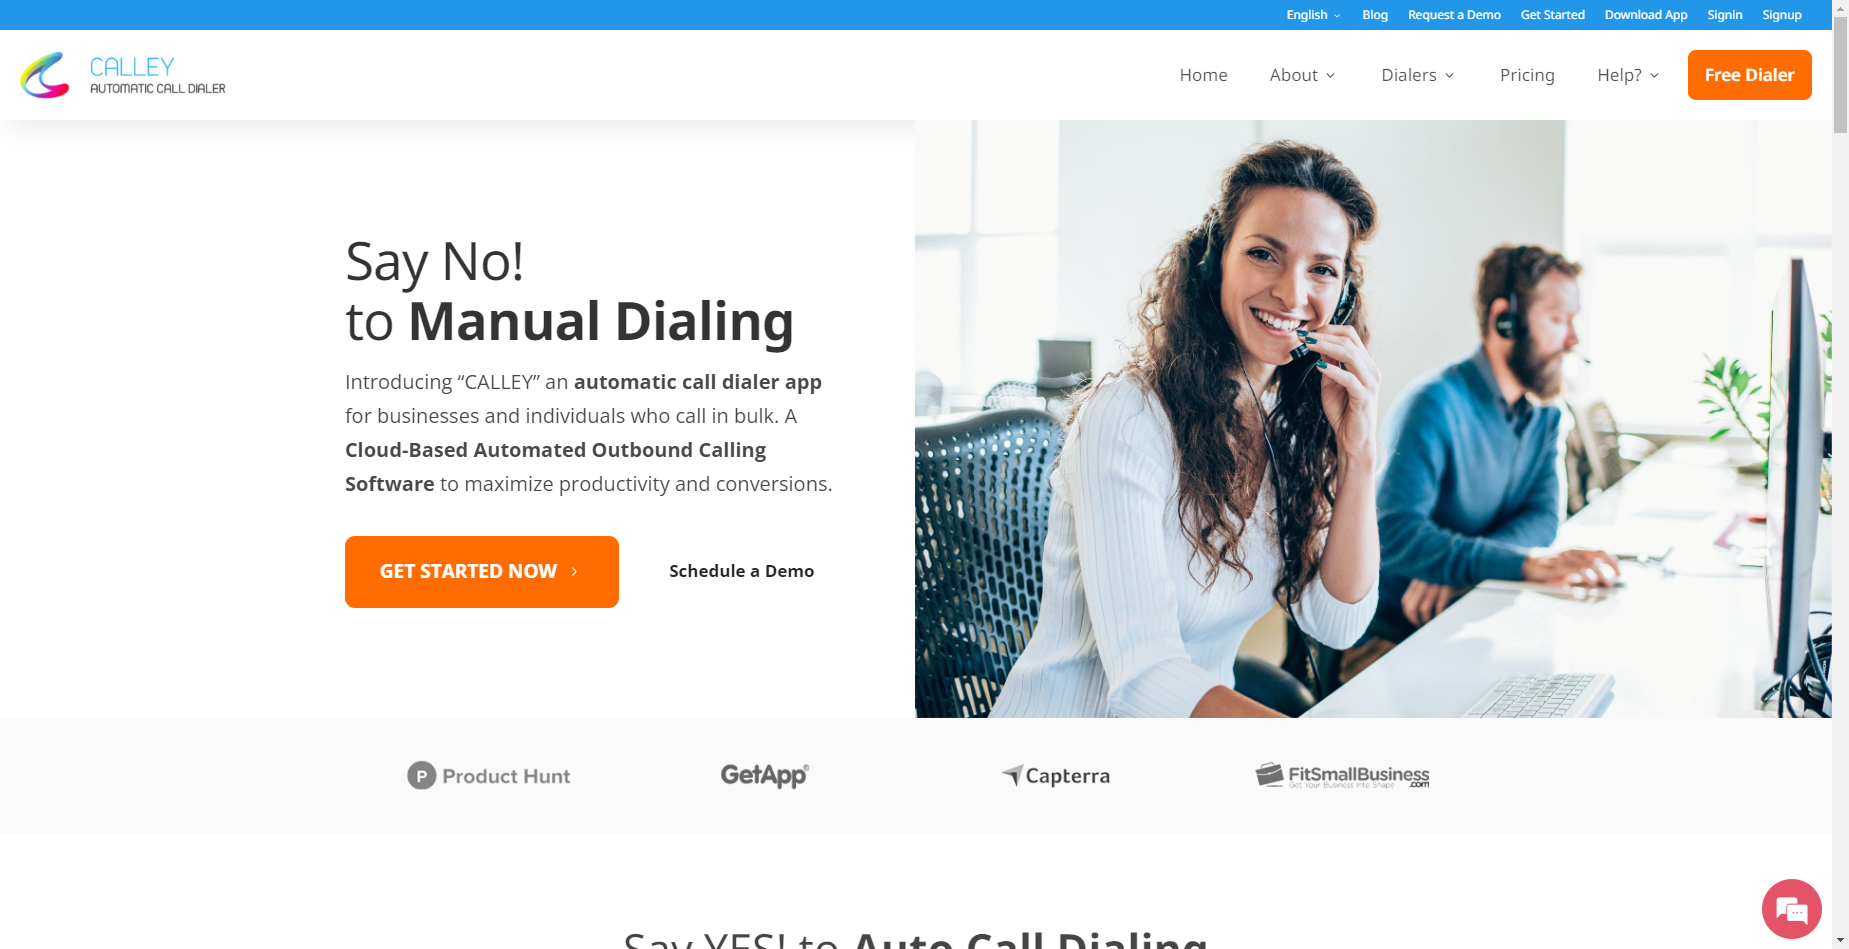 English
Blog
Request a Demo
Get Started
Download App
Signin
Signup
CALLEY
AUTOMATIC CALL DIALER
Home
About
Dialers
Pricing
Help?
Free Dialer
Say No!
to Manual Dialing
Introducing “CALLEY” an automatic call dialer app
for businesses and individuals who call in bulk. A
Cloud-Based Automated Outbound Calling
Software to maximize productivity and conversions.
GET STARTED NOW
Schedule a Demo
P Product Hunt
GetApp®
Capterra
FitSmallBusiness
.com
Get Your Business Into Shape
Say YES! to Auto Call Dialing